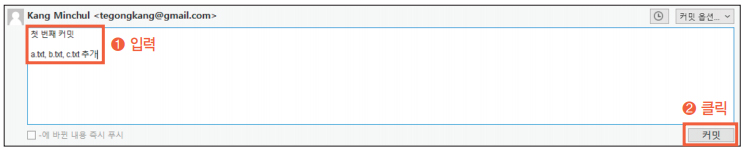 Kang Minchul <tegongkang@gmail.com>
커밋 옵션...
첫 번째 커밋
a.txt, b.txt, c.txt 추가
❶ 입력
❷ 클릭
-에 바뀐 내용 즉시 푸시
커밋